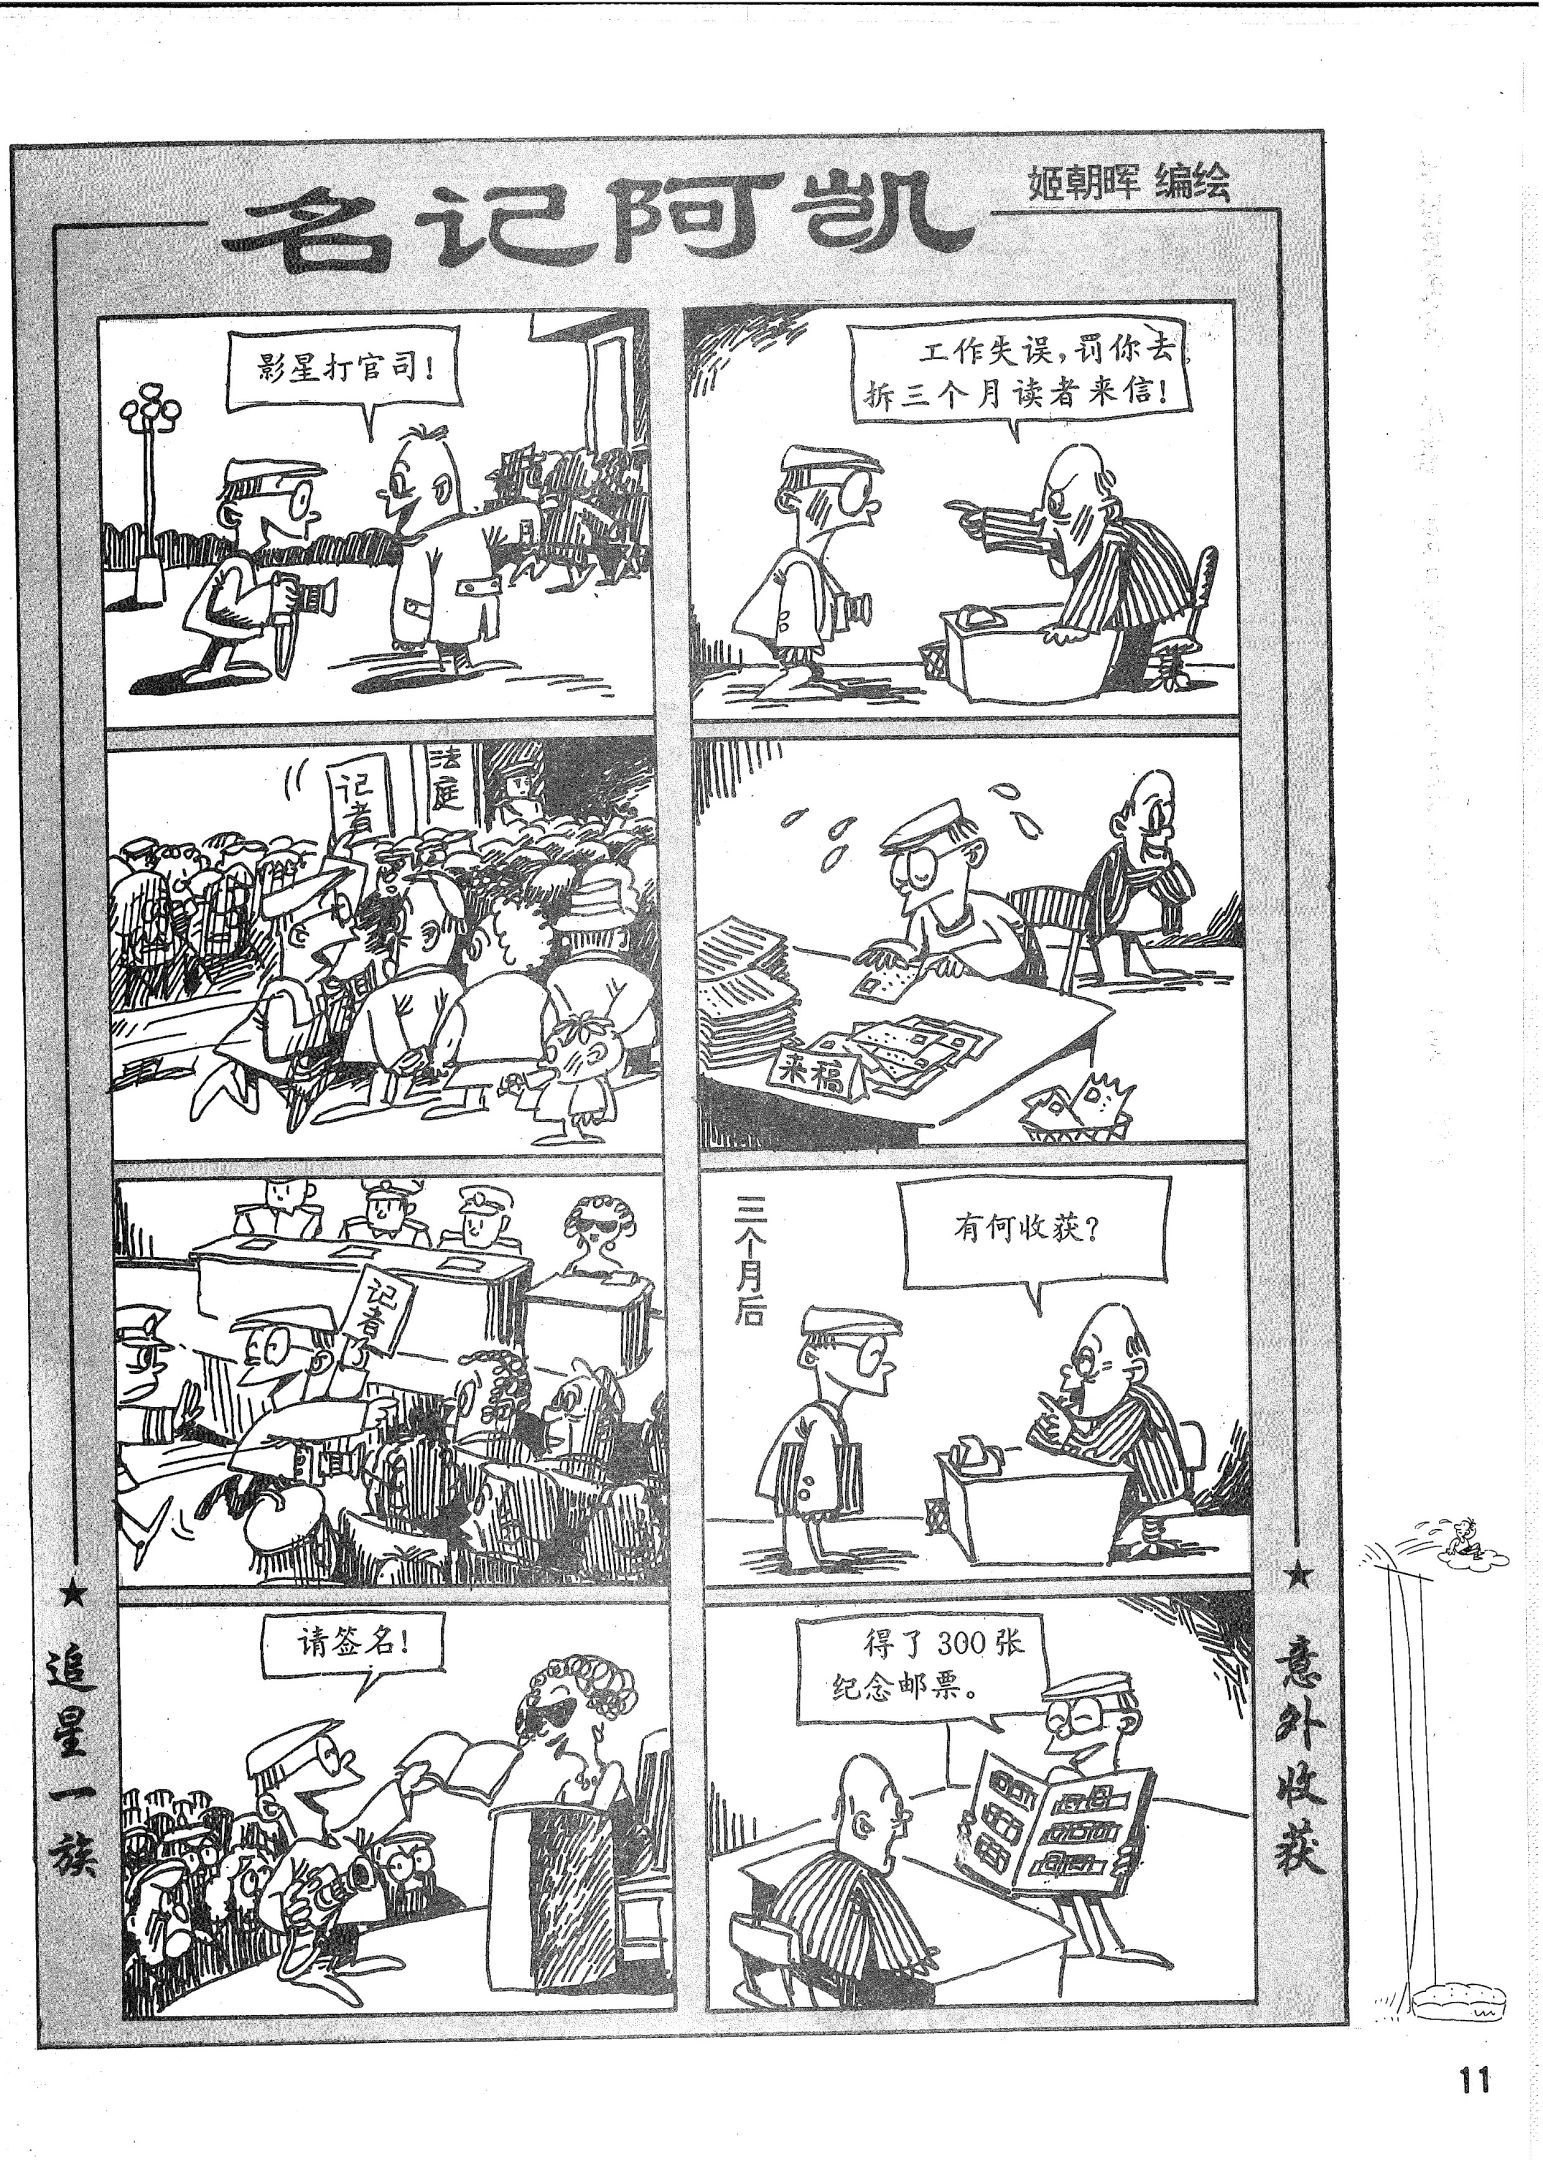 名记阿凯
姬朝晖 编绘
影星打官司！
记者
法庭
记者
请签名！
★追星一族
工作失误，罚你去
拆三个月读者来信！
来稿
三个月后
有何收获？
得了300张
纪念邮票。
★意外收获
11